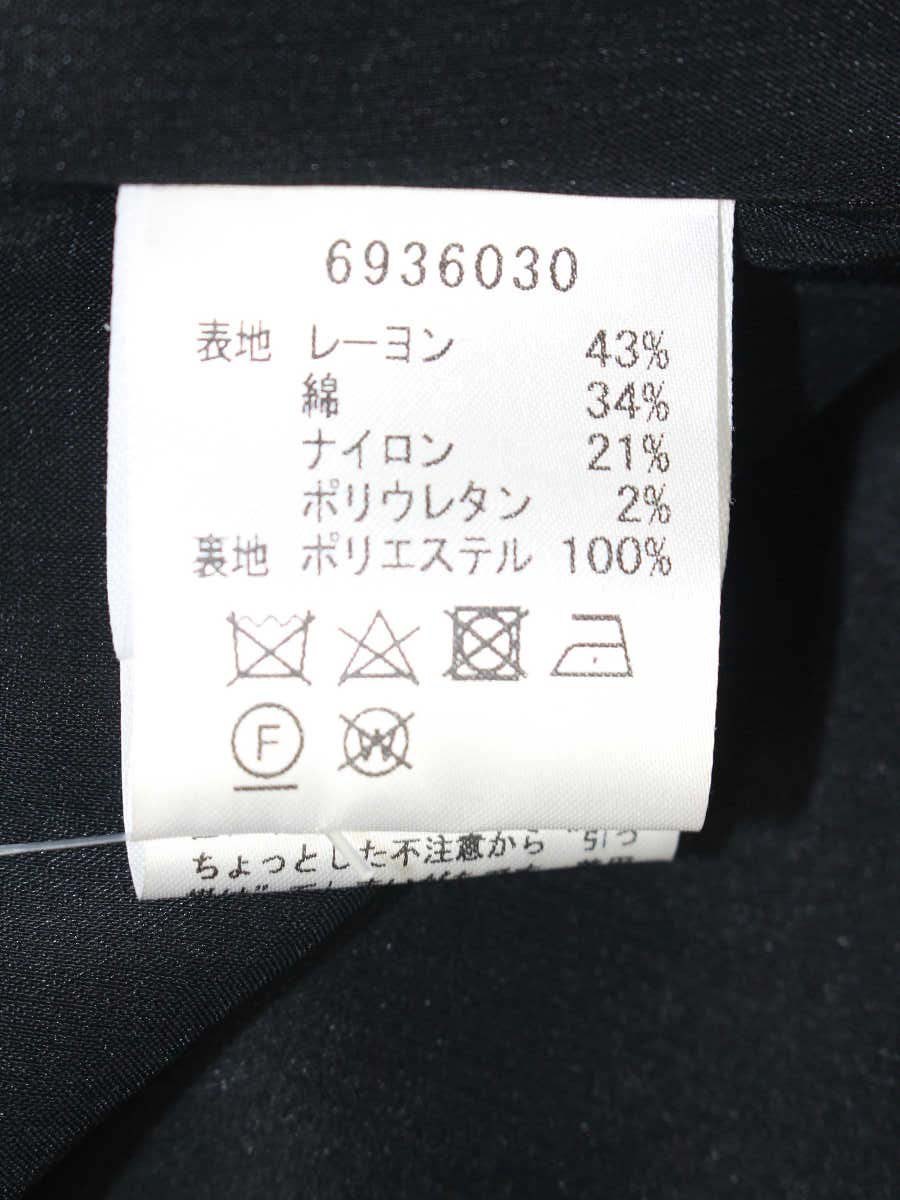 6936030
表地 レーヨン 43%
綿 34%
ナイロン 21%
ポリウレタン 2%
裏地 ポリエステル 100%
F W
ちょっとした不注意から